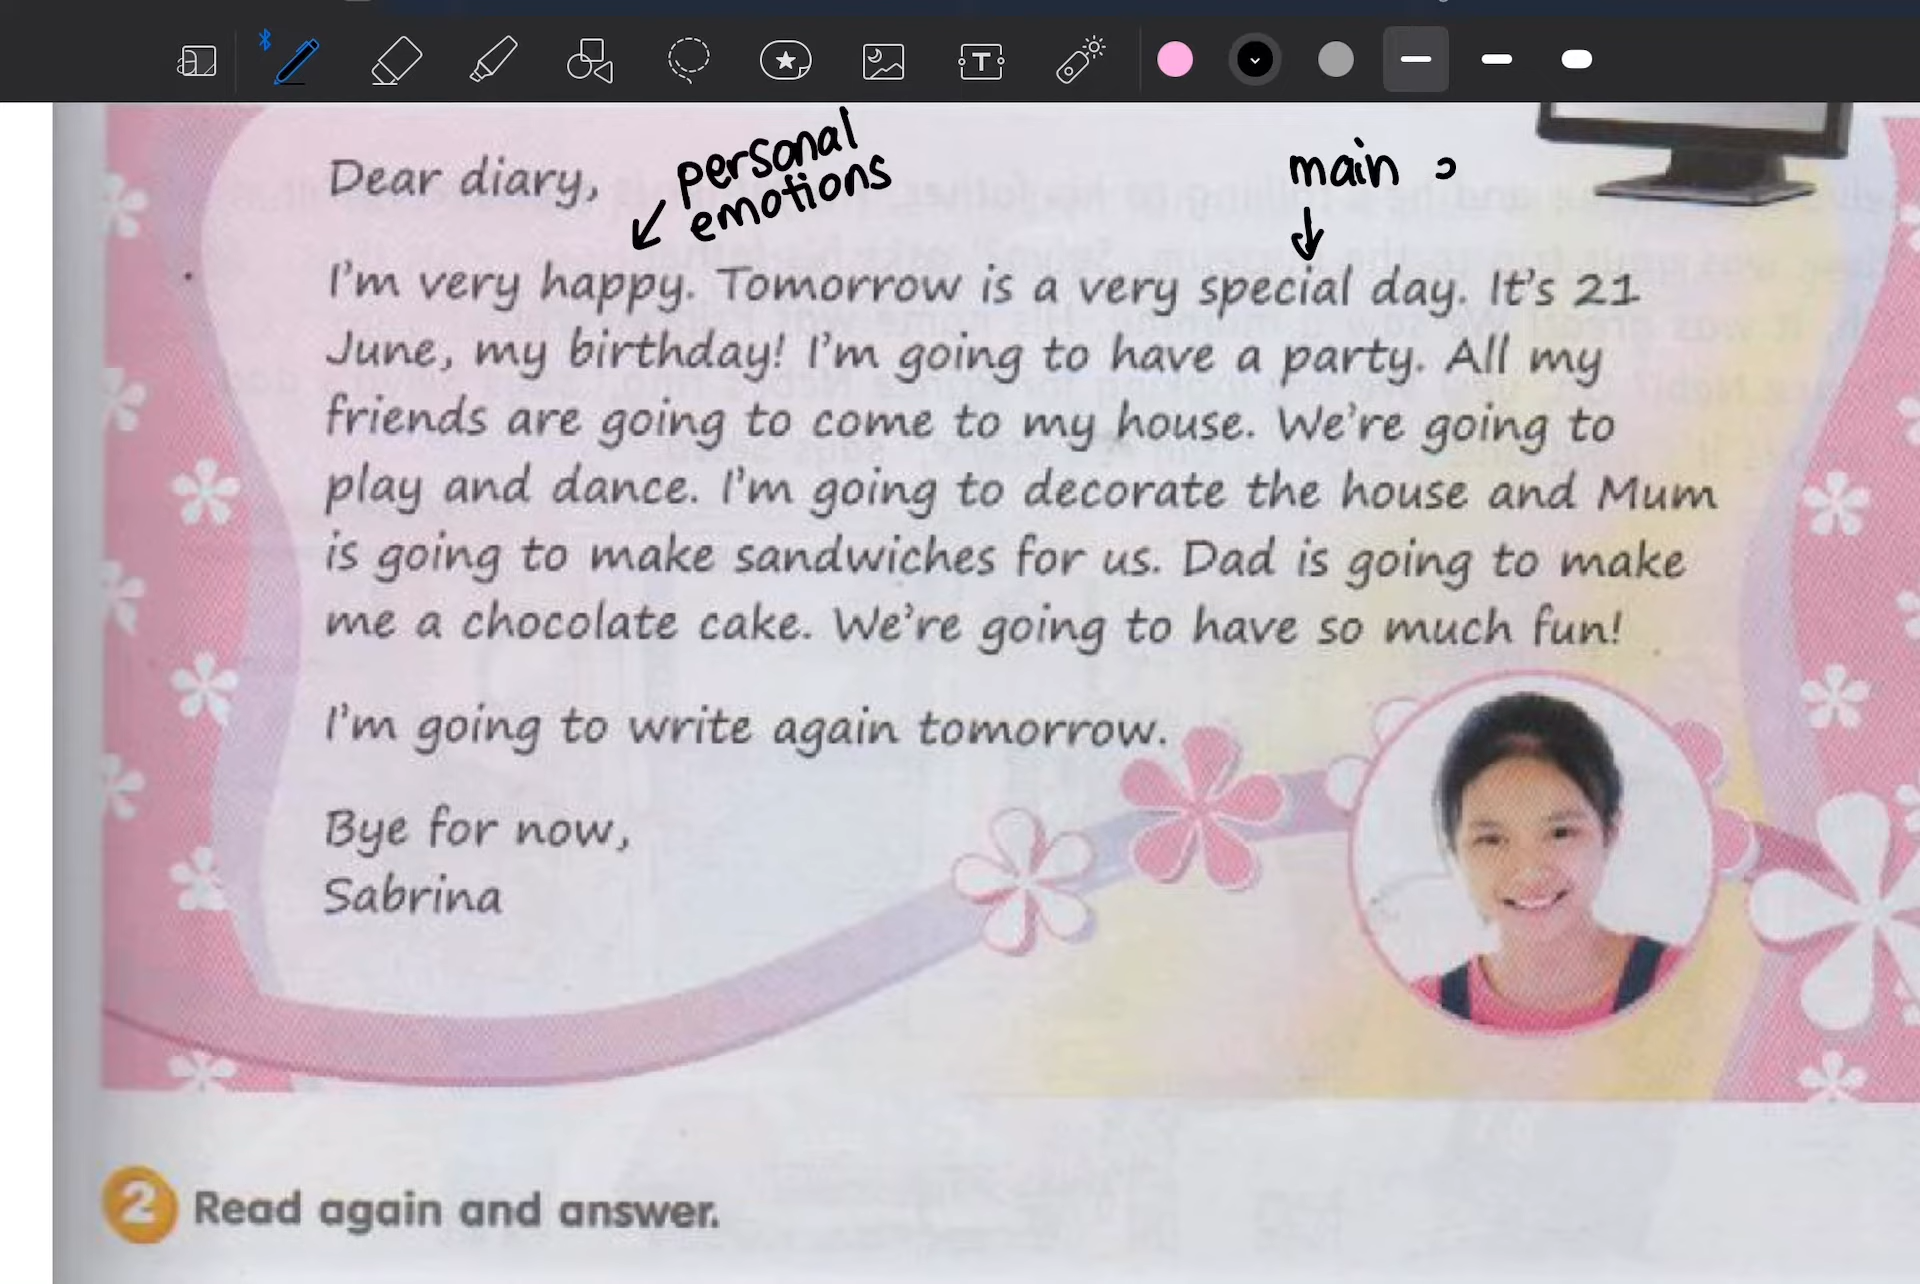 Dear diary,
personal
emotions
main
I'm very happy. Tomorrow is a very special day. It's 21
June, my birthday! I'm going to have a party. All my
friends are going to come to my house. We're going to
play and dance. I'm going to decorate the house and Mum
is going to make sandwiches for us. Dad is going to make
me a chocolate cake. We're going to have so much fun!
I'm going to write again tomorrow.
Bye for now,
Sabrina
2 Read again and answer.